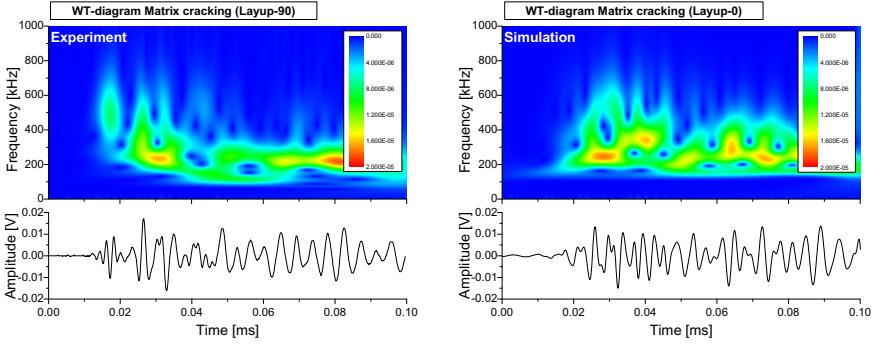 WT-diagram Matrix cracking (Layup-90)
Experiment
Frequency [kHz]
1000
800
600
400
200
0
0.000
4.000E-06
8.000E-06
1.200E-05
1.600E-05
2.000E-05
Amplitude [V]
0.02
0.01
0.00
-0.01
-0.02
0.00
0.02
0.04
0.06
0.08
0.10
Time [ms]
WT-diagram Matrix cracking (Layup-0)
Simulation
Frequency [kHz]
1000
800
600
400
200
0
0.000
4.000E-06
8.000E-06
1.200E-05
1.600E-05
2.000E-05
Amplitude [V]
0.02
0.01
0.00
-0.01
-0.02
0.00
0.02
0.04
0.06
0.08
0.10
Time [ms]